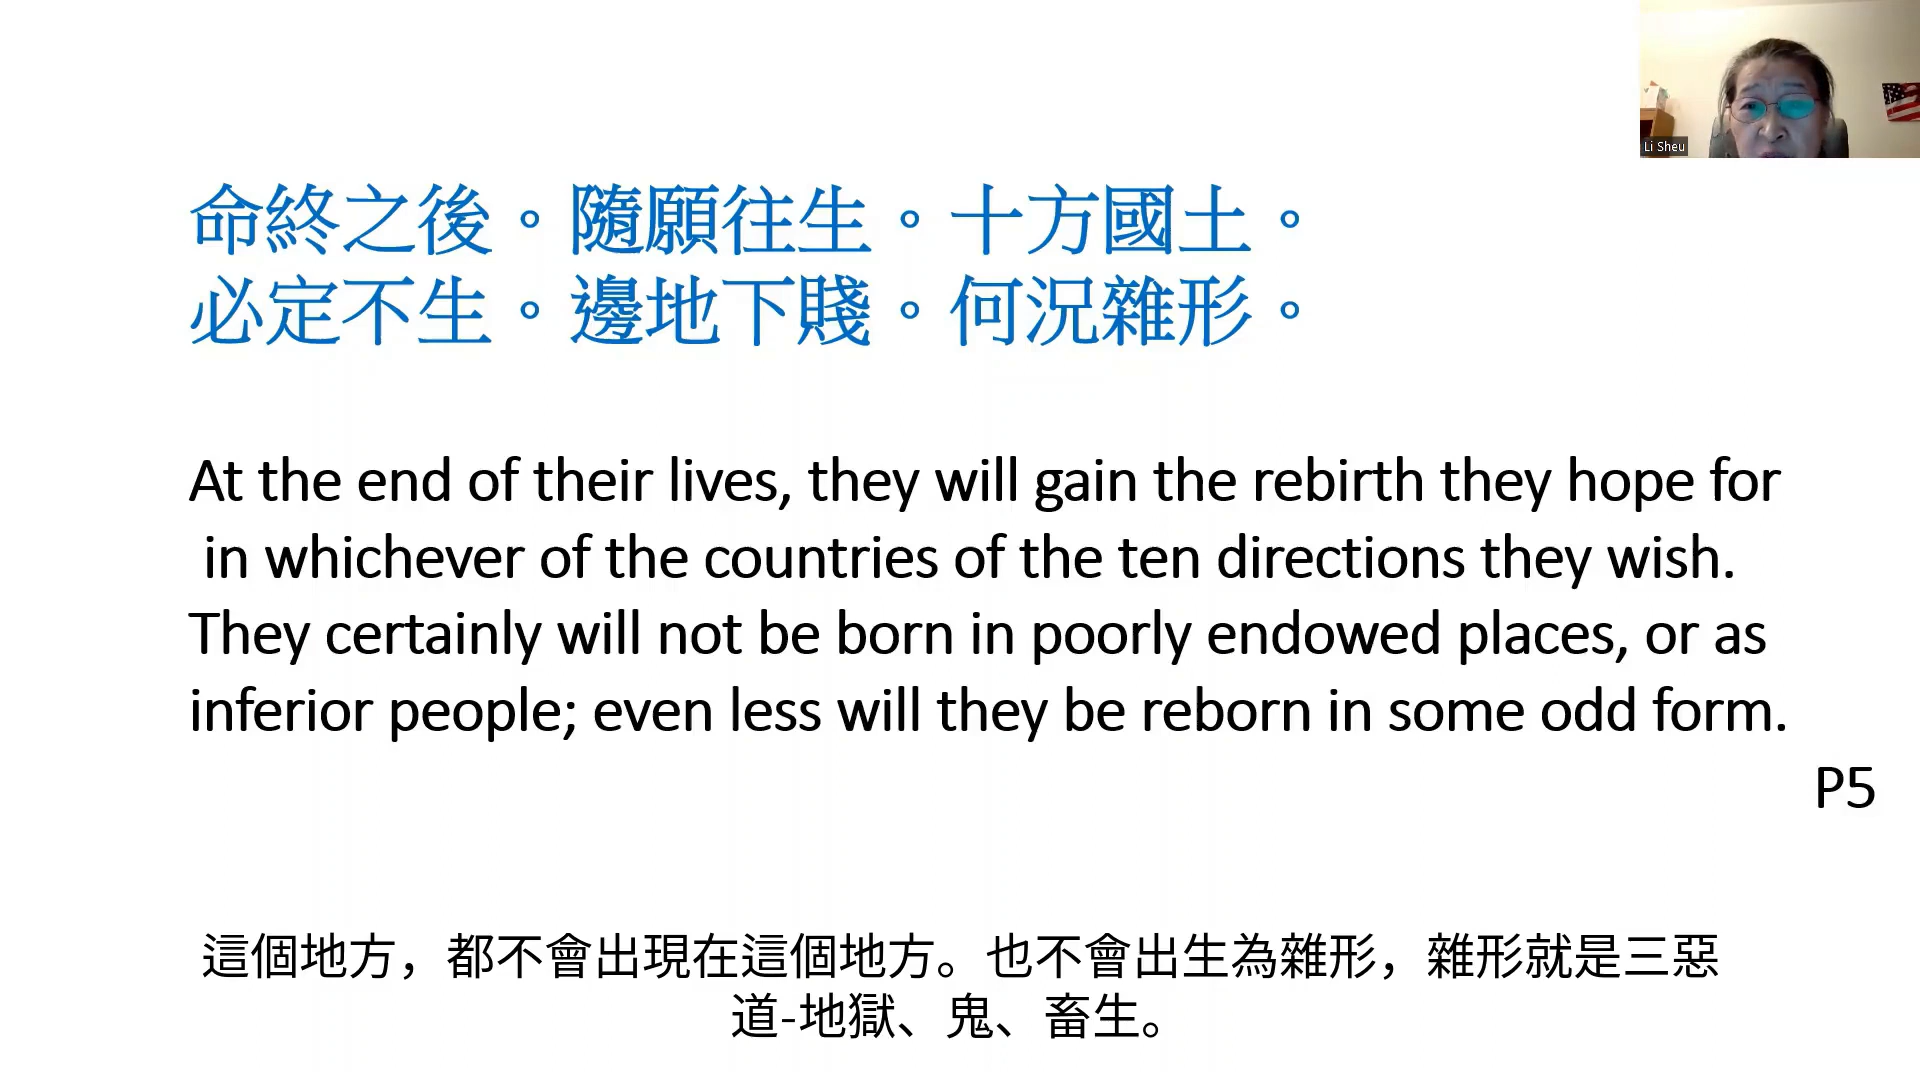 Li Sheu
命終之後。隨願往生。十方國土。
必定不生。邊地下賤。何況雜形。
At the end of their lives, they will gain the rebirth they hope for
in whichever of the countries of the ten directions they wish.
They certainly will not be born in poorly endowed places, or as
inferior people; even less will they be reborn in some odd form.
P5
這個地方，都不會出現在這個地方。也不會出生為雜形，雜形就是三惡
道-地獄、鬼、畜生。